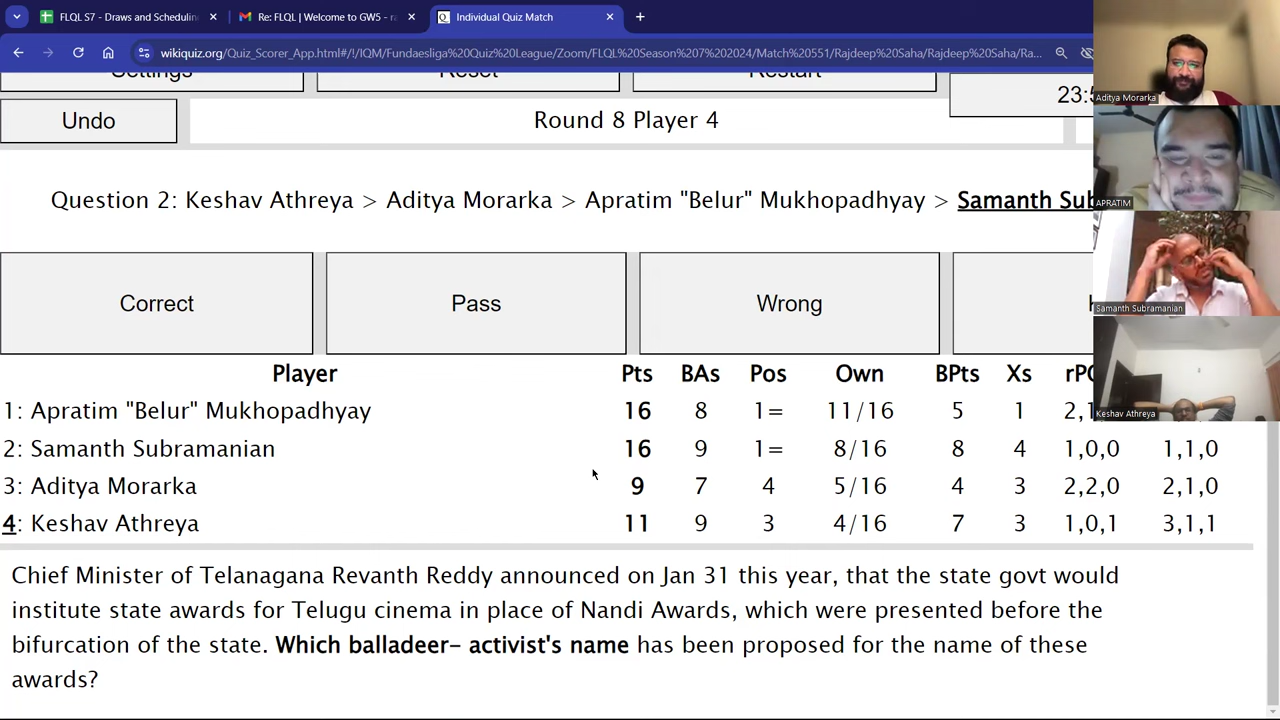 FLQL S7 - Draws and Schedulin
Re: FLQL | Welcome to GW5 - ra
Individual Quiz Match
wikiquiz.org/Quiz_Scorer_App.html#/!/IQM/Fundaesliga%20Quiz%20League/Zoom/FLQL%20Season%207%202024/Match%20551/Rajdeep%20Saha/Rajdeep%20Saha/Ra...
Settings
Reset
Restart
23:5
Undo
Round 8 Player 4
Question 2: Keshav Athreya > Aditya Morarka > Apratim "Belur" Mukhopadhyay > Samanth Sub
Correct
Pass
Wrong
Player Pts BAs Pos Own BPts Xs rPO
1: Apratim "Belur" Mukhopadhyay 16 8 1= 11/16 5 1 2,1
2: Samanth Subramanian 16 9 1= 8/16 8 4 1,0,0 1,1,0
3: Aditya Morarka 9 7 4 5/16 4 3 2,2,0 2,1,0
4: Keshav Athreya 11 9 3 4/16 7 3 1,0,1 3,1,1
Chief Minister of Telanagana Revanth Reddy announced on Jan 31 this year, that the state govt would
institute state awards for Telugu cinema in place of Nandi Awards, which were presented before the
bifurcation of the state. Which balladeer– activist's name has been proposed for the name of these
awards?
Aditya Morarka
APRATIM
Samanth Subramanian
Keshav Athreya